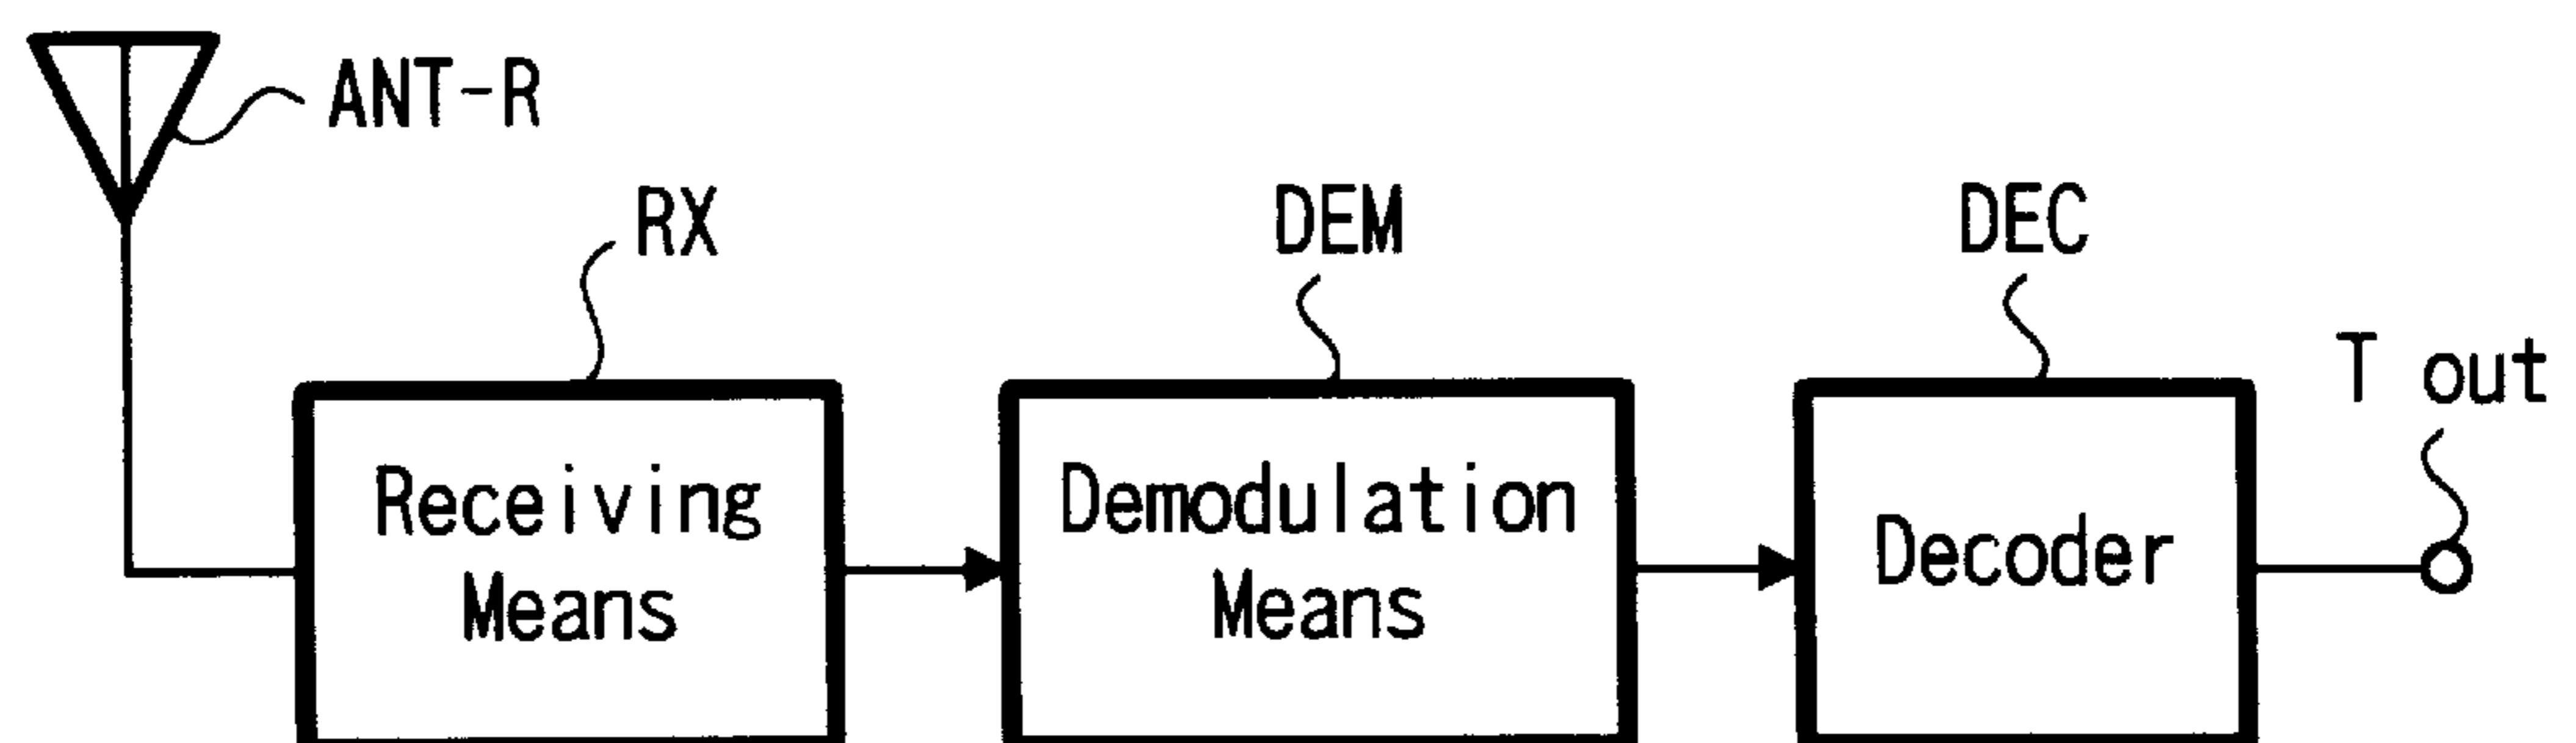 ANT-R
RX
DEM
DEC
T out
Receiving
Means
Demodulation
Means
Decoder